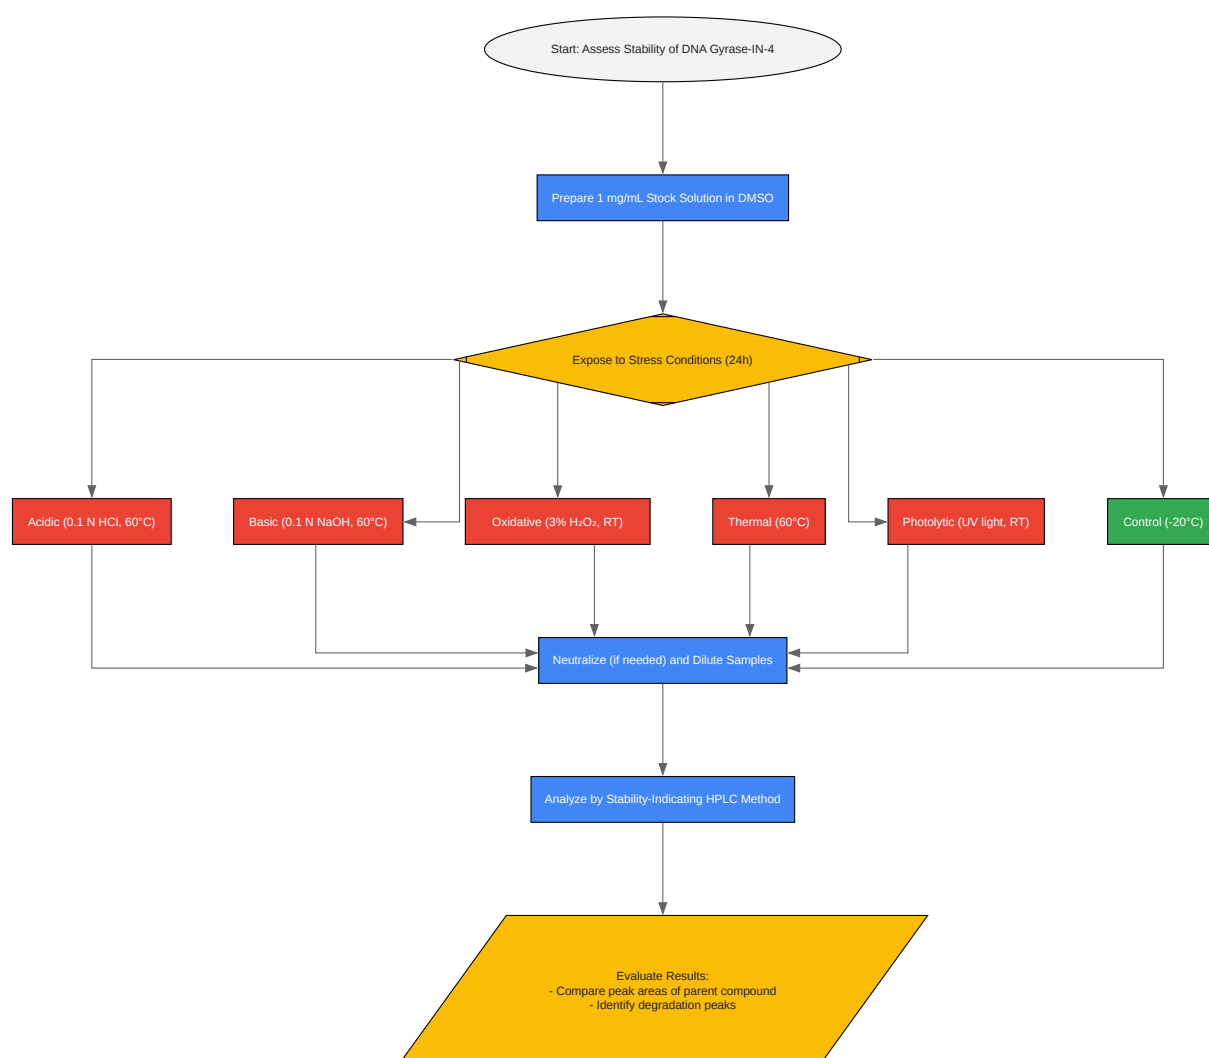 Start: Assess Stability of DNA Gyrase-IN-4
Prepare 1 mg/mL Stock Solution in DMSO
Expose to Stress Conditions (24h)
Acidic (0.1 N HCl, 60°C)
Basic (0.1 N NaOH, 60°C)
Oxidative (3% H₂O₂, RT)
Thermal (60°C)
Photolytic (UV light, RT)
Control (-20°C)
Neutralize (if needed) and Dilute Samples
Analyze by Stability-Indicating HPLC Method
Evaluate Results:
- Compare peak areas of parent compound
- Identify degradation peaks